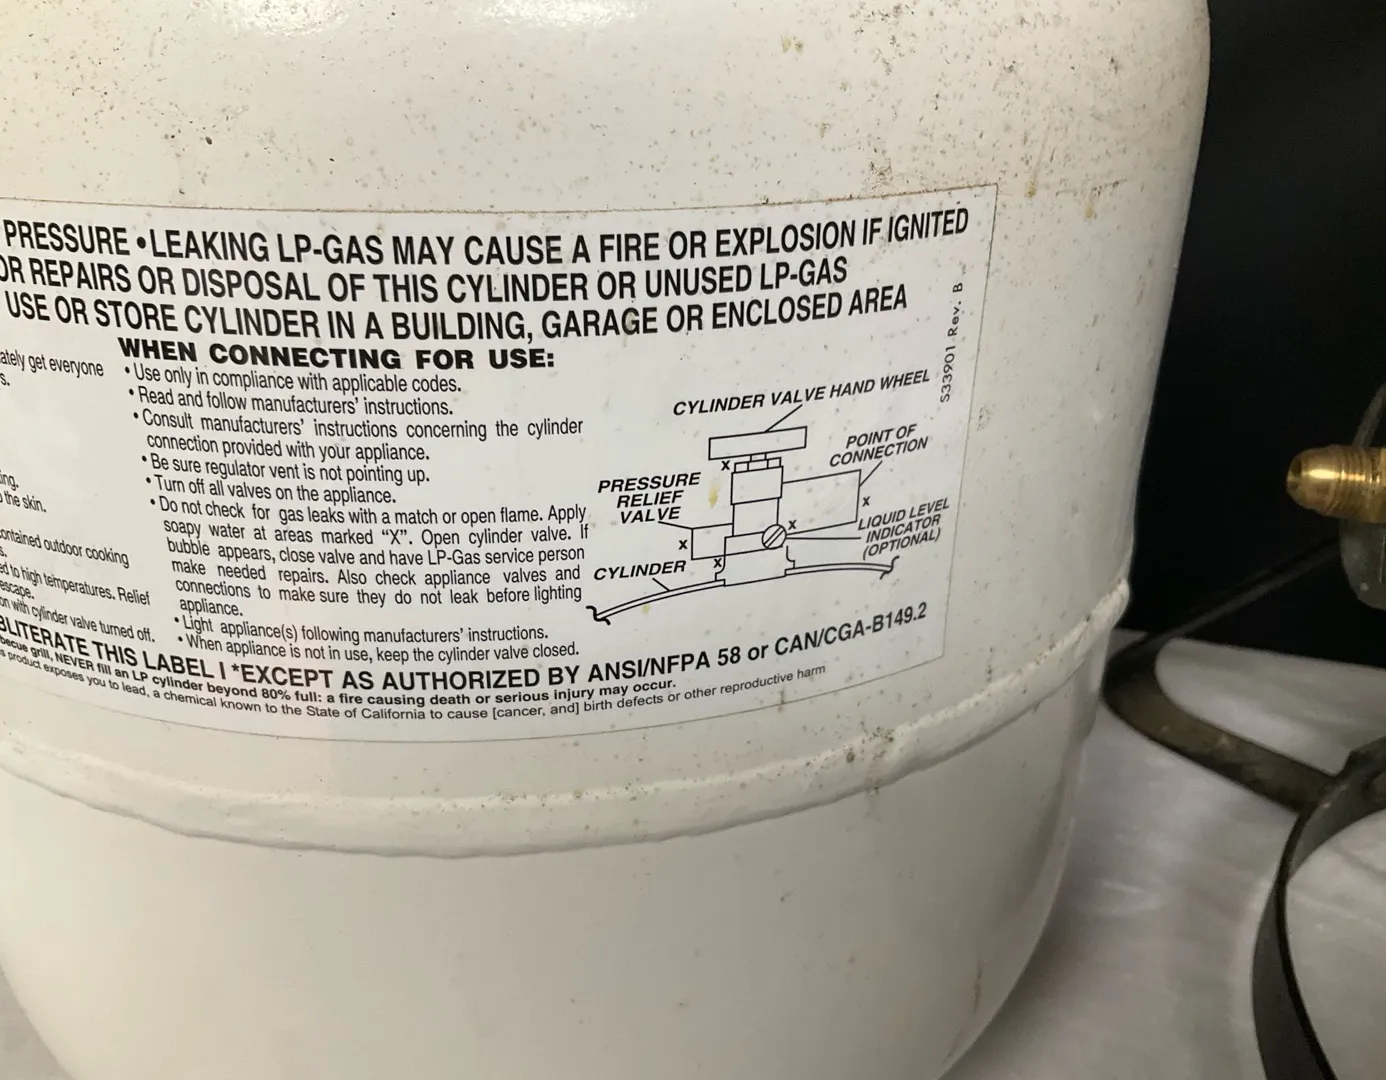 PRESSURE • LEAKING LP-GAS MAY CAUSE A FIRE OR EXPLOSION IF IGNITED
OR REPAIRS OR DISPOSAL OF THIS CYLINDER OR UNUSED LP-GAS
USE OR STORE CYLINDER IN A BUILDING, GARAGE OR ENCLOSED AREA
ately get everyone
s.
ing.
the skin.
ontained outdoor cooking
s.
ed to high temperatures. Relief
escape.
on with cylinder valve turned off.
WHEN CONNECTING FOR USE:
• Use only in compliance with applicable codes.
• Read and follow manufacturers' instructions.
• Consult manufacturers' instructions concerning the cylinder
connection provided with your appliance.
• Be sure regulator vent is not pointing up.
• Turn off all valves on the appliance.
• Do not check for gas leaks with a match or open flame. Apply
soapy water at areas marked “X”. Open cylinder valve. If
bubble appears, close valve and have LP-Gas service person
make needed repairs. Also check appliance valves and
connections to make sure they do not leak before lighting
appliance.
• Light appliance(s) following manufacturers' instructions.
• When appliance is not in use, keep the cylinder valve closed.
CYLINDER VALVE HAND WHEEL
POINT OF
CONNECTION
X
PRESSURE
RELIEF
VALVE
X
X
LIQUID LEVEL
INDICATOR
(OPTIONAL)
X
X
CYLINDER
S33901 Rev. B
BLITERATE THIS LABEL ! *EXCEPT AS AUTHORIZED BY ANSI/NFPA 58 or CAN/CGA-B149.2
becue grill, NEVER fill an LP cylinder beyond 80% full: a fire causing death or serious injury may occur.
s product exposes you to lead, a chemical known to the State of California to cause [cancer, and] birth defects or other reproductive harm